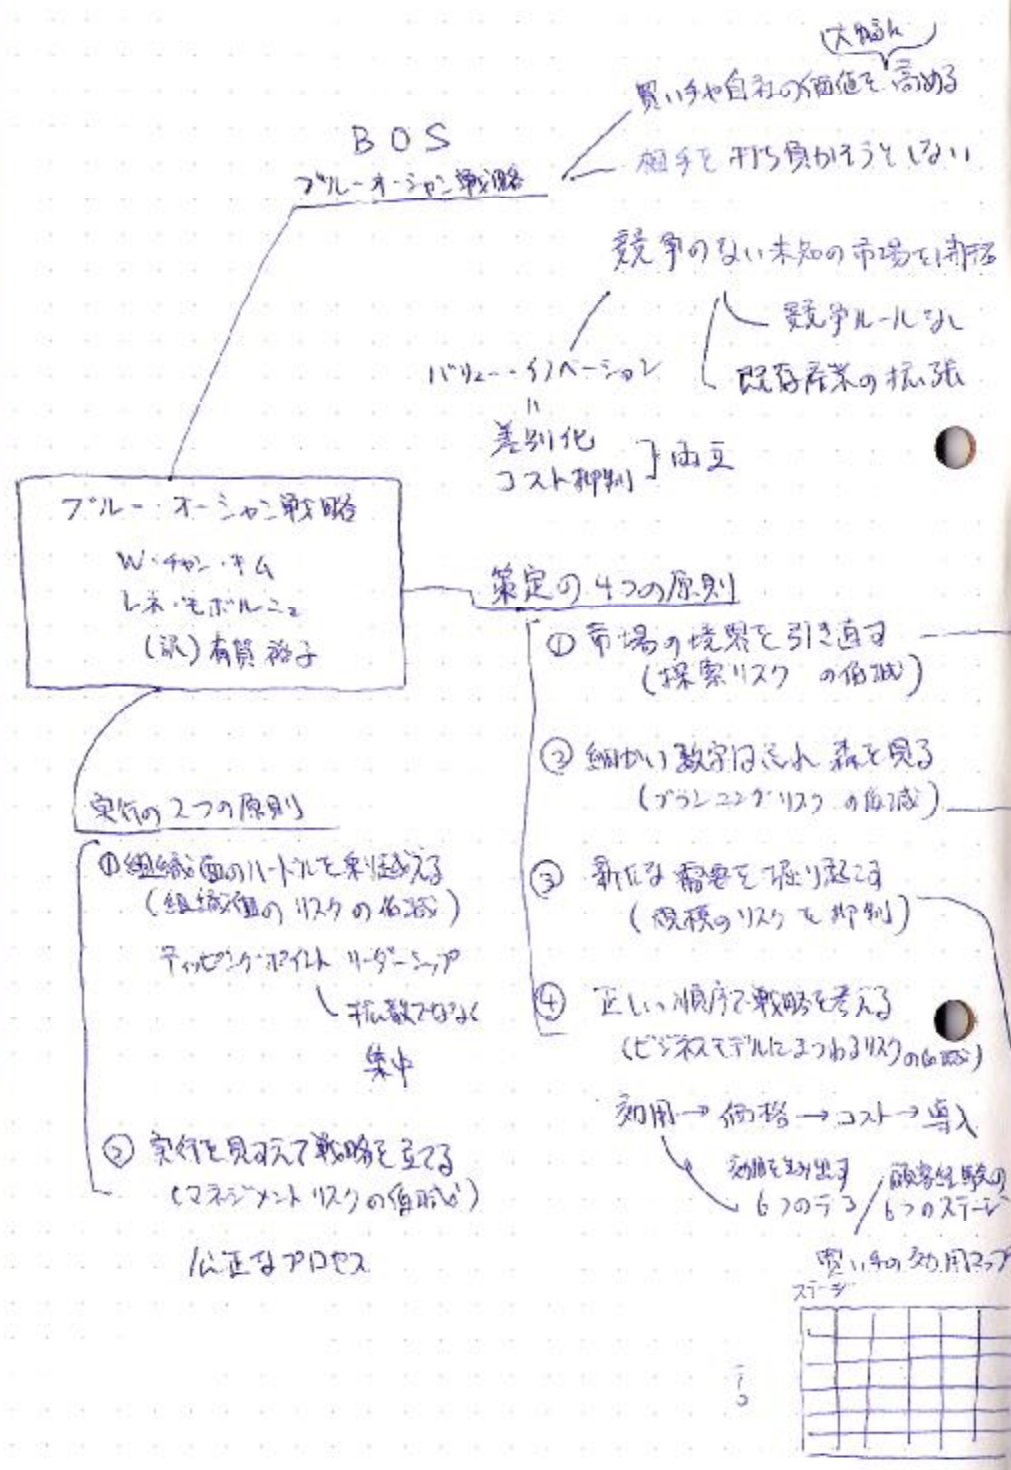 (大幅に)
買い手や自社の価値を高める
BOS
ブルーオーシャン戦略
相手を打ち負かそうとしない
競争のない未知の市場を開拓
競争ルールなし
既存産業の拡張
バリュー・イノベーション
=
差別化
コスト抑制
両立
ブルー・オーシャン戦略
W・チャン・キム
レネ・モボルニュ
(訳)有賀裕子
策定の4つの原則
① 市場の境界を引き直す
(探索リスク の低減)
② 細かい数字は忘れ 森を見る
(プランニングリスク の低減)
③ 新たな需要を掘り起こす
(規模のリスクを抑制)
④ 正しい順序で戦略を考える
(ビジネスモデルにまつわるリスクの低減)
効用→価格→コスト→導入
効用を生み出す
6つのテコ
/
顧客経験の
6つのステージ
買い手の効用マップ
ステージ
テコ
実行の2つの原則
① 組織面のハードルを乗り越える
(組織面のリスクの低減)
ティッピング・ポイント リーダーシップ
拡散でなく
集中
② 実行を見すえて戦略を立てる
(マネジメントリスクの低減)
公正なプロセス